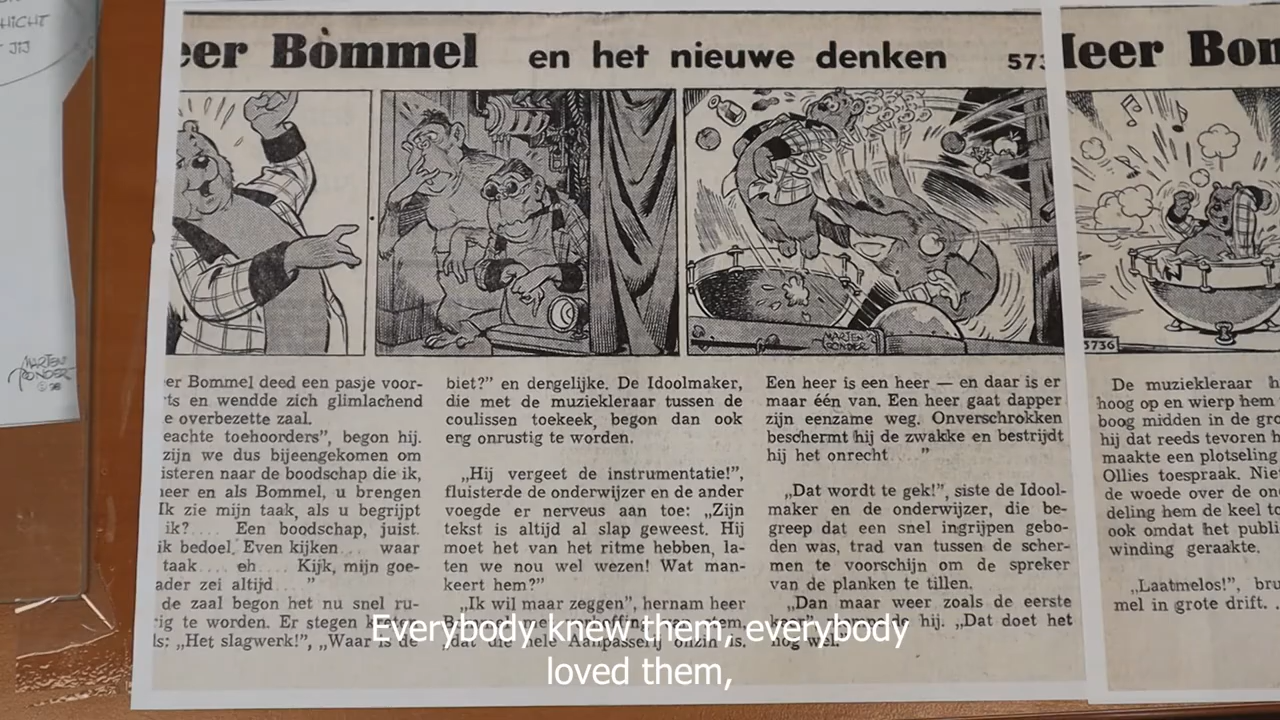 HICHT
JIJ
MARTEN
TOONDER
©
eer Bommel en het nieuwe denken 573
MARTEN
TOONDER
er Bommel deed een pasje voor-
ts en wendde zich glimlachend
e overbezette zaal.
eachte toehoorders”, begon hij.
zijn we dus bijeengekomen om
isteren naar de boodschap die ik,
heer en als Bommel, u brengen
Ik zie mijn taak, als u begrijpt
ik?.... Een boodschap, juist.
ik bedoel. Even kijken.... waar
taak.... eh.... Kijk, mijn goe-
ader zei altijd....”
de zaal begon het nu snel ru-
rig te worden. Er stegen
ls: „Het slagwerk!”, „Waar is de
biet?” en dergelijke. De Idoolmaker,
die met de muziekleraar tussen de
coulissen toekeek, begon dan ook
erg onrustig te worden.
„Hij vergeet de instrumentatie!”,
fluisterde de onderwijzer en de ander
voegde er nerveus aan toe: „Zijn
tekst is altijd al slap geweest. Hij
moet het van het ritme hebben, la-
ten we nou wel wezen! Wat man-
keert hem?”
„Ik wil maar zeggen”, hernam heer
„dat die hele Aanpasserij onzin is.
Een heer is een heer — en daar is er
maar één van. Een heer gaat dapper
zijn eenzame weg. Onverschrokken
beschermt hij de zwakke en bestrijdt
hij het onrecht....”
„Dat wordt te gek!”, siste de Idool-
maker en de onderwijzer, die be-
greep dat een snel ingrijpen gebo-
den was, trad van tussen de scher-
men te voorschijn om de spreker
van de planken te tillen.
„Dan maar weer zoals de eerste
hij. „Dat doet het
nog wel.”
Heer Bon
5736
De muziekleraar h
hoog op en wierp hem
boog midden in de gro
hij dat reeds tevoren h
maakte een plotseling
Ollies toespraak. Nie
de woede over de on
deling hem de keel to
ook omdat het publi
winding geraakte.
„Laatmelos!”, bru
mel in grote drift.
Everybody knew them, everybody
loved them,